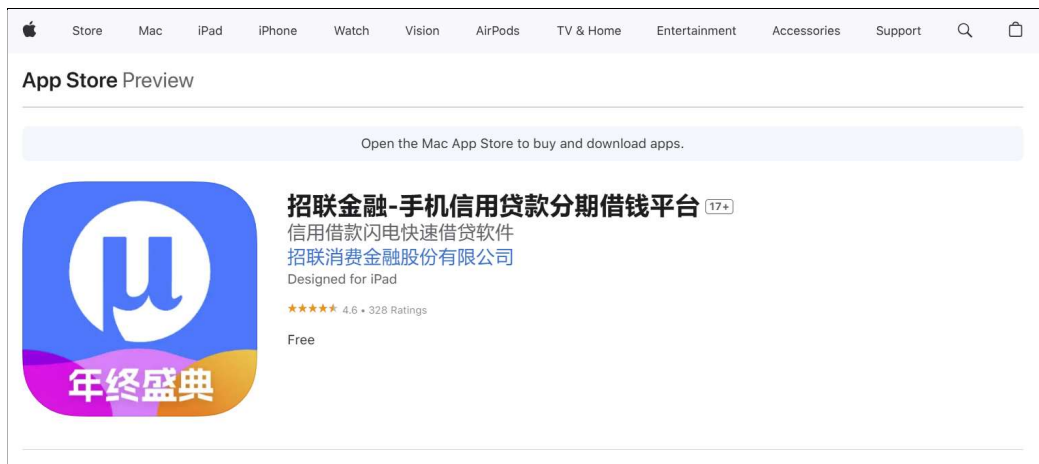 Store Mac iPad iPhone Watch Vision AirPods TV & Home Entertainment Accessories Support
App Store Preview
Open the Mac App Store to buy and download apps.
招联金融-手机信用贷款分期借钱平台 17+
信用借款闪电快速借贷软件
招联消费金融股份有限公司
Designed for iPad
★★★★★ 4.6 • 328 Ratings
Free
μ
年终盛典